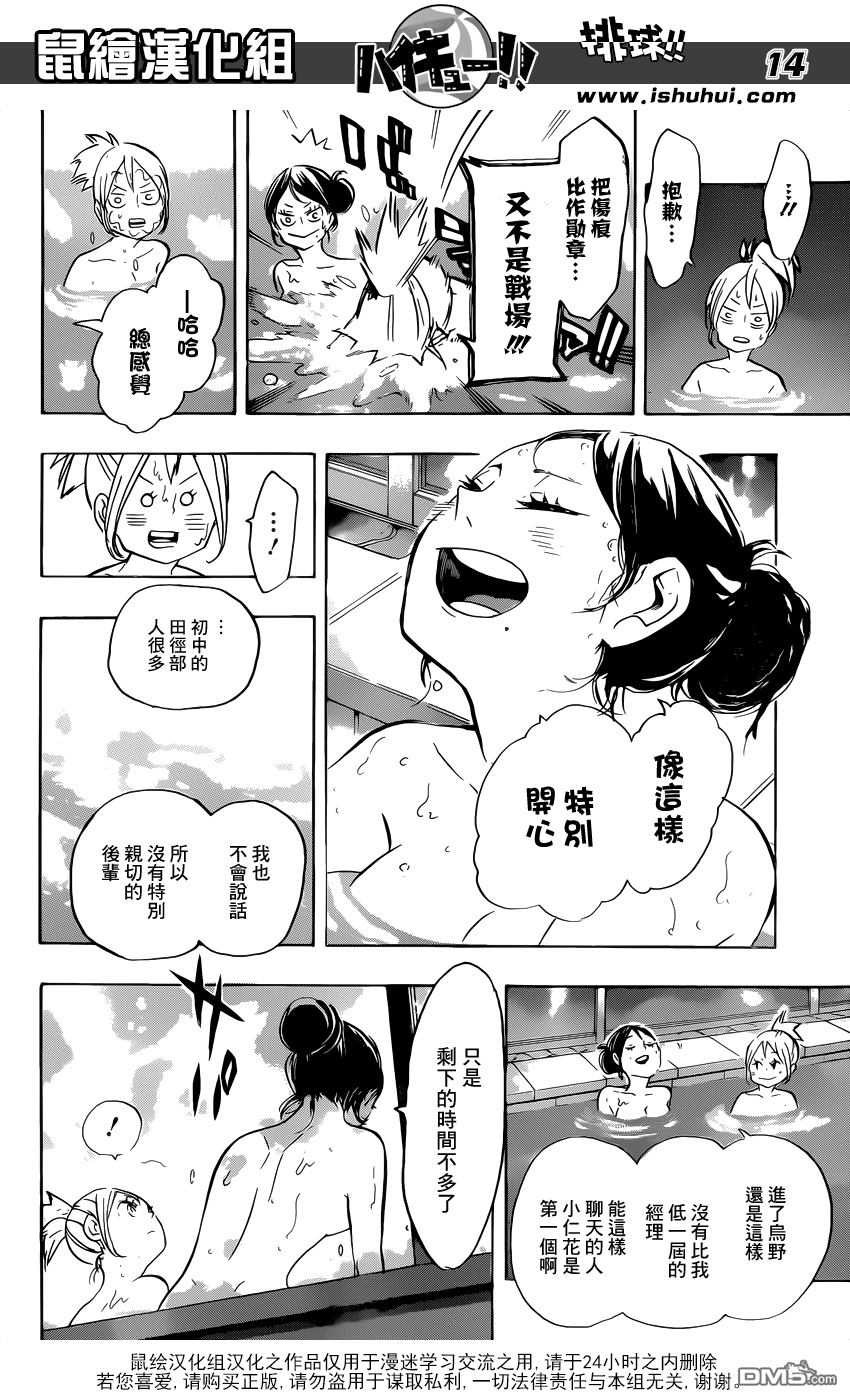 鼠繪漢化組
ハイキュー!!
排球!!
14
www.ishuhui.com
…!!
抱歉…
把傷痕
比作勛章…
又不是戰場!!!
ー哈哈
總感覺
像這樣
特別
開心
…!
…
初中的
田徑部
人很多
我也
不會說話
所以
沒有特別
親切的
後輩
進了烏野
還是這樣
沒有比我
低一屆的
經理
能這樣
聊天的人
小仁花是
第一個啊
只是
剩下的時間不多了
!
鼠绘汉化组汉化之作品仅用于漫迷学习交流之用,请于24小时之内删除
若您喜爱,请购买正版,请勿盗用于谋取私利,一切法律责任与本组无关,谢谢。
DM5.com